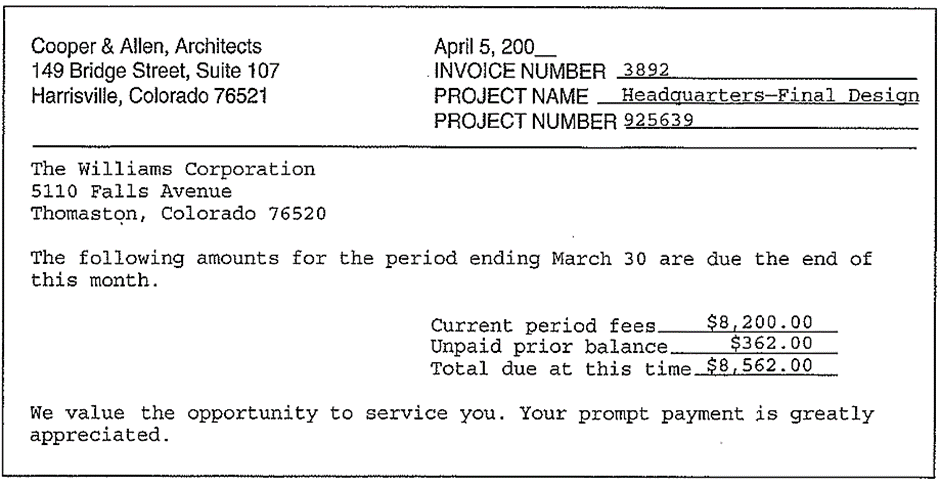 Cooper & Allen, Architects
149 Bridge Street, Suite 107
Harrisville, Colorado 76521
April 5, 200__
INVOICE NUMBER 3892
PROJECT NAME Headquarters—Final Design
PROJECT NUMBER 925639
The Williams Corporation
5110 Falls Avenue
Thomaston, Colorado 76520
The following amounts for the period ending March 30 are due the end of
this month.
Current period fees $8,200.00
Unpaid prior balance $362.00
Total due at this time $8,562.00
We value the opportunity to service you. Your prompt payment is greatly
appreciated.